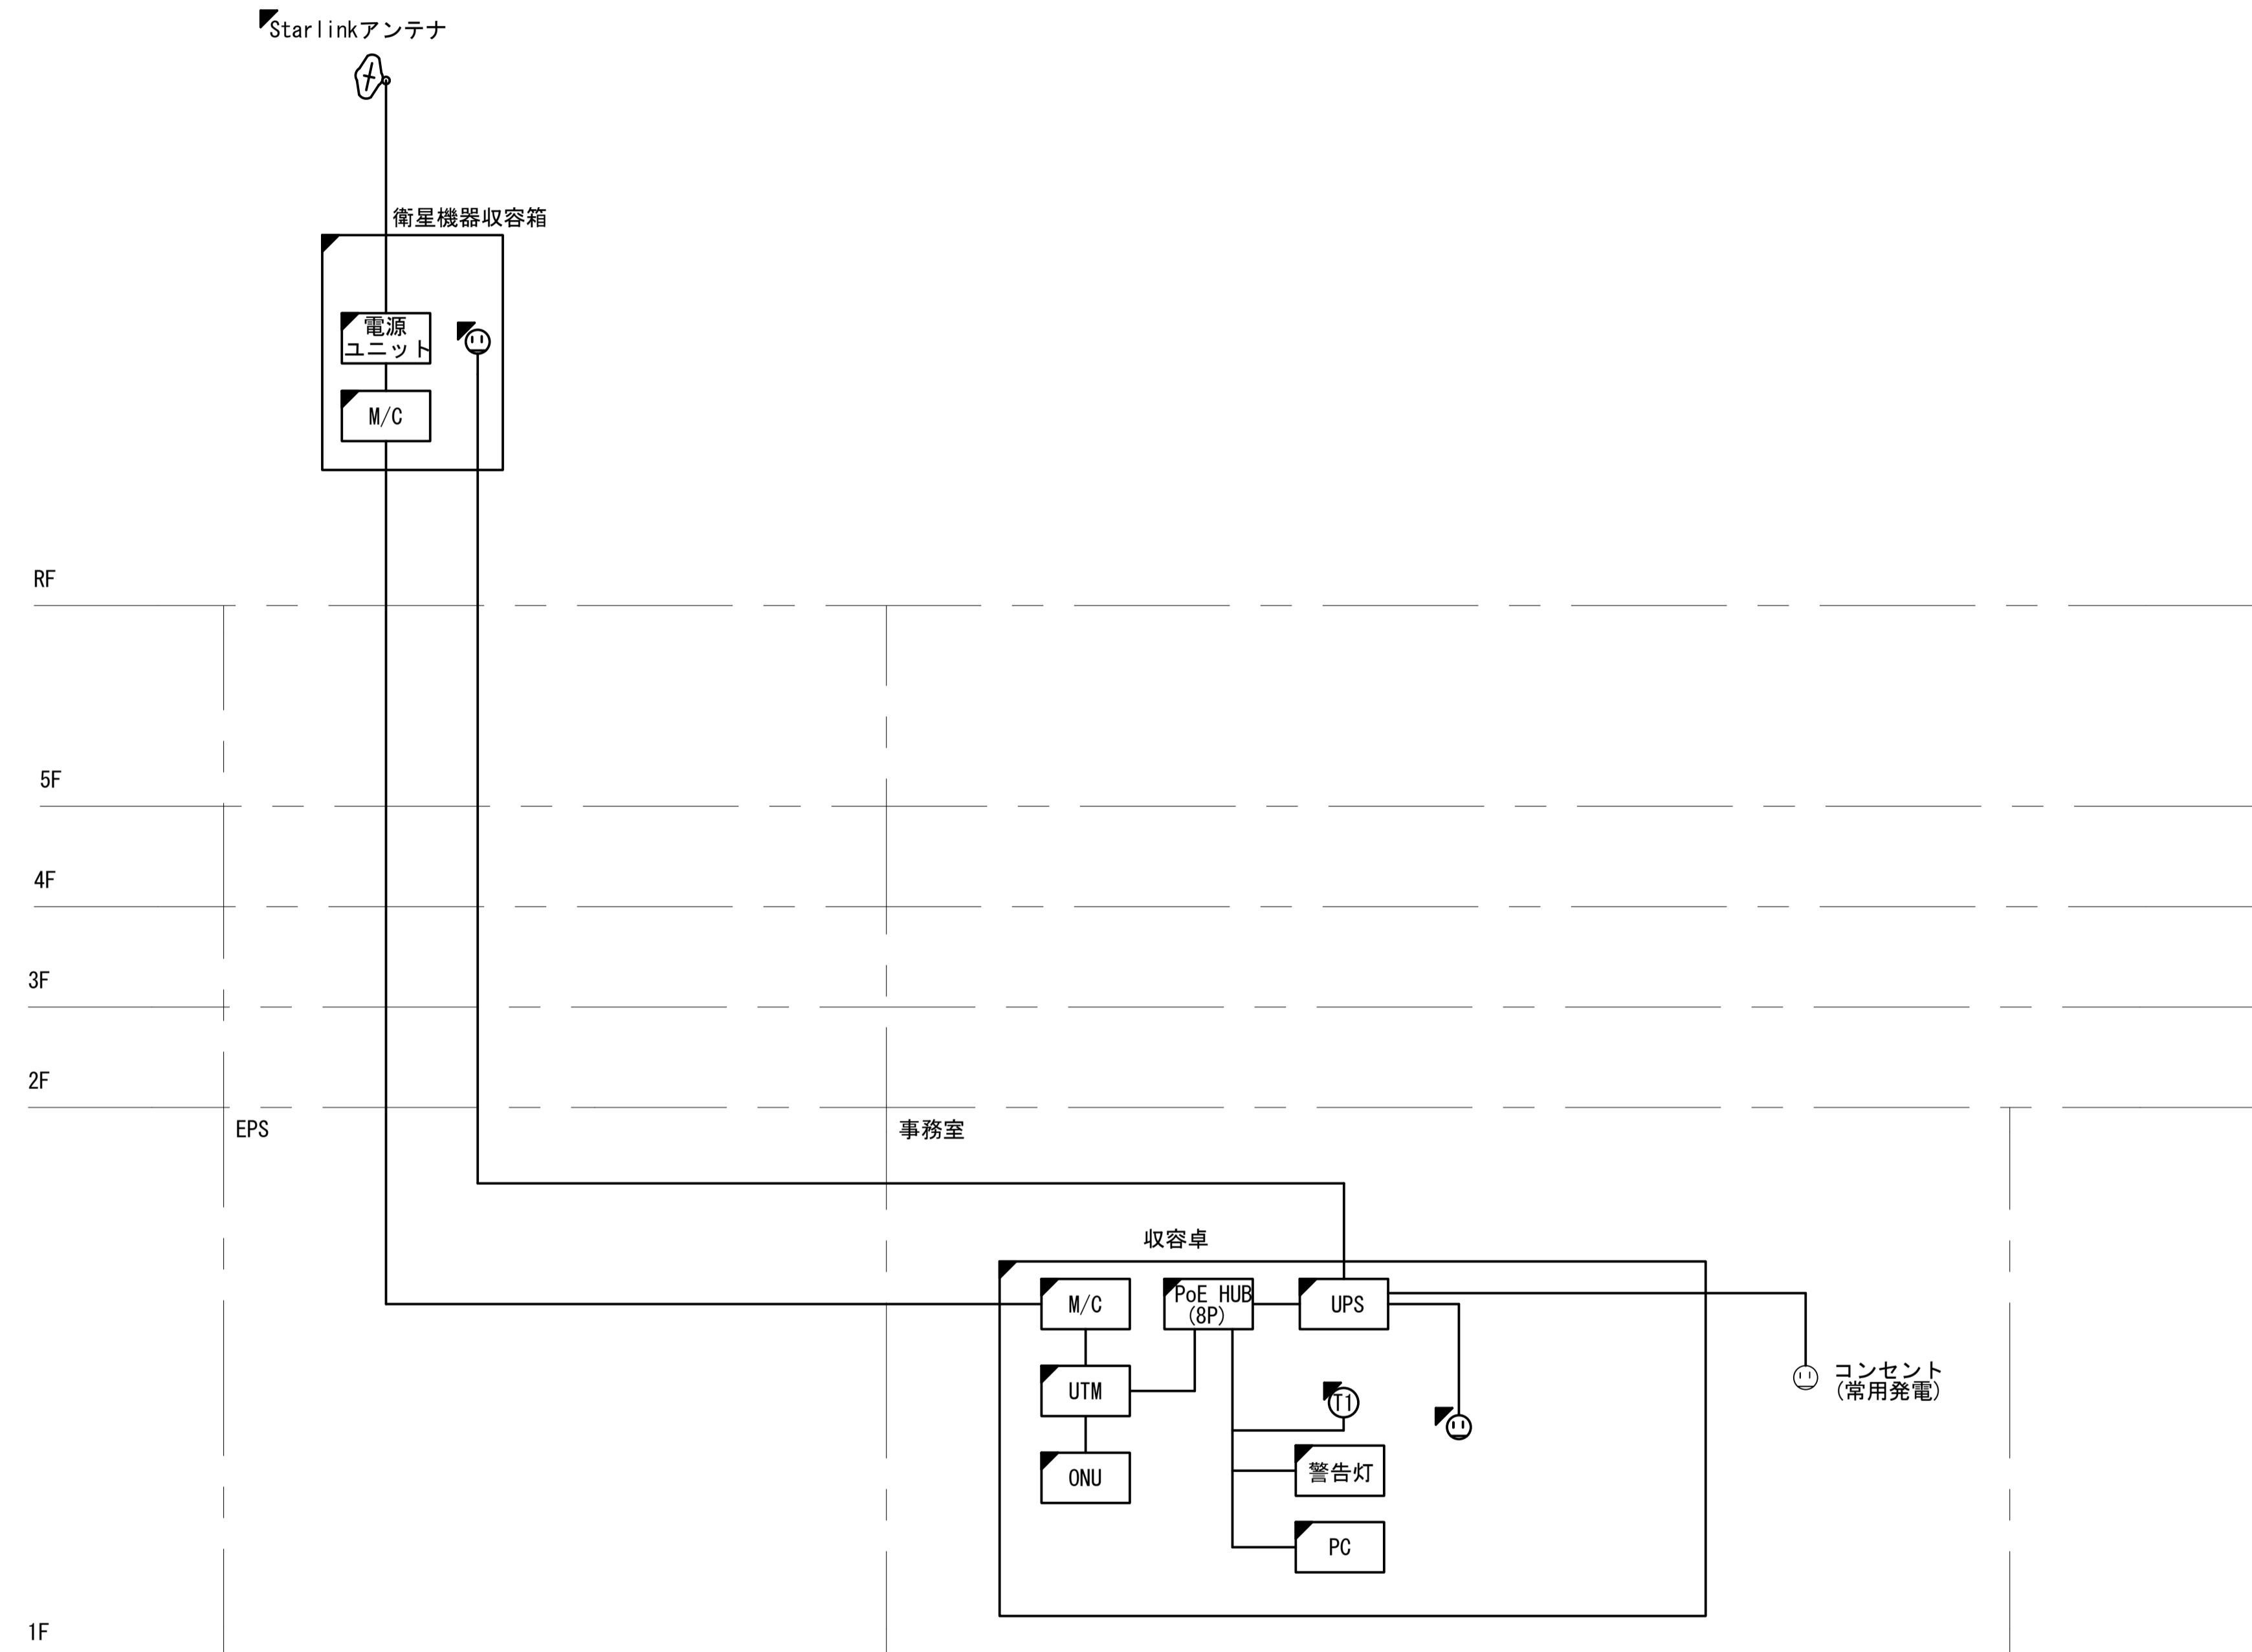 Starlinkアンテナ
衛星機器収容箱
電源
ユニット
M/C
RF
5F
4F
3F
2F
EPS
事務室
収容卓
M/C
PoE HUB
(8P)
UPS
コンセント
(常用発電)
UTM
T1
ONU
警告灯
PC
1F